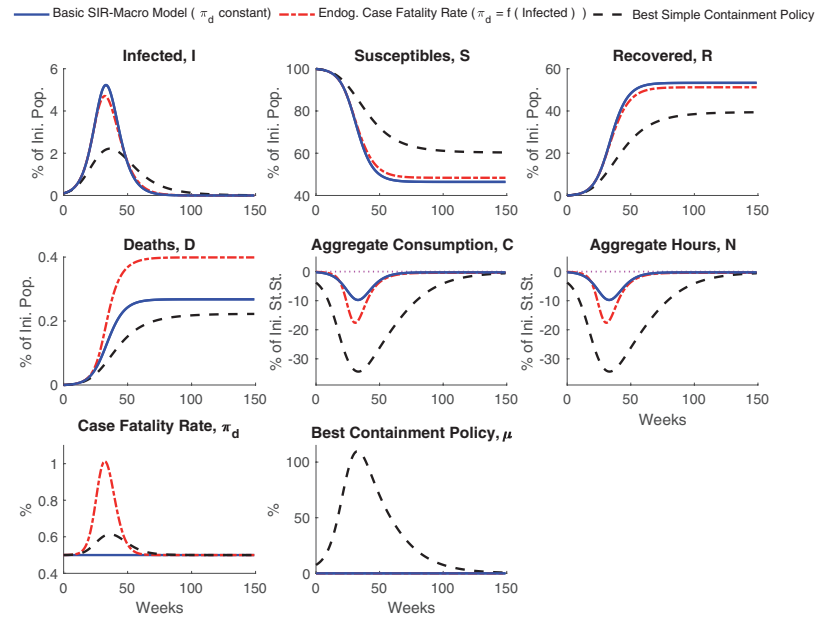 Basic SIR-Macro Model ( π_d constant) Endog. Case Fatality Rate ( π_d = f ( Infected ) ) Best Simple Containment Policy
Infected, I Susceptibles, S Recovered, R
% of Ini. Pop. % of Ini. Pop. % of Ini. Pop.
6 100 60
4 80 40
2 60 20
0 40 0
0 50 100 150 0 50 100 150 0 50 100 150
Deaths, D Aggregate Consumption, C Aggregate Hours, N
% of Ini. Pop. % of Ini. St.St. % of Ini. St.St.
0.4 0 0
0.2 -10 -10
0 -20 -20
-30 -30
0 50 100 150 0 50 100 150 0 50 100 150
Weeks
Case Fatality Rate, π_d Best Containment Policy, μ
% %
1 100
0.8 50
0.6 0
0.4
0 50 100 150 0 50 100 150
Weeks Weeks